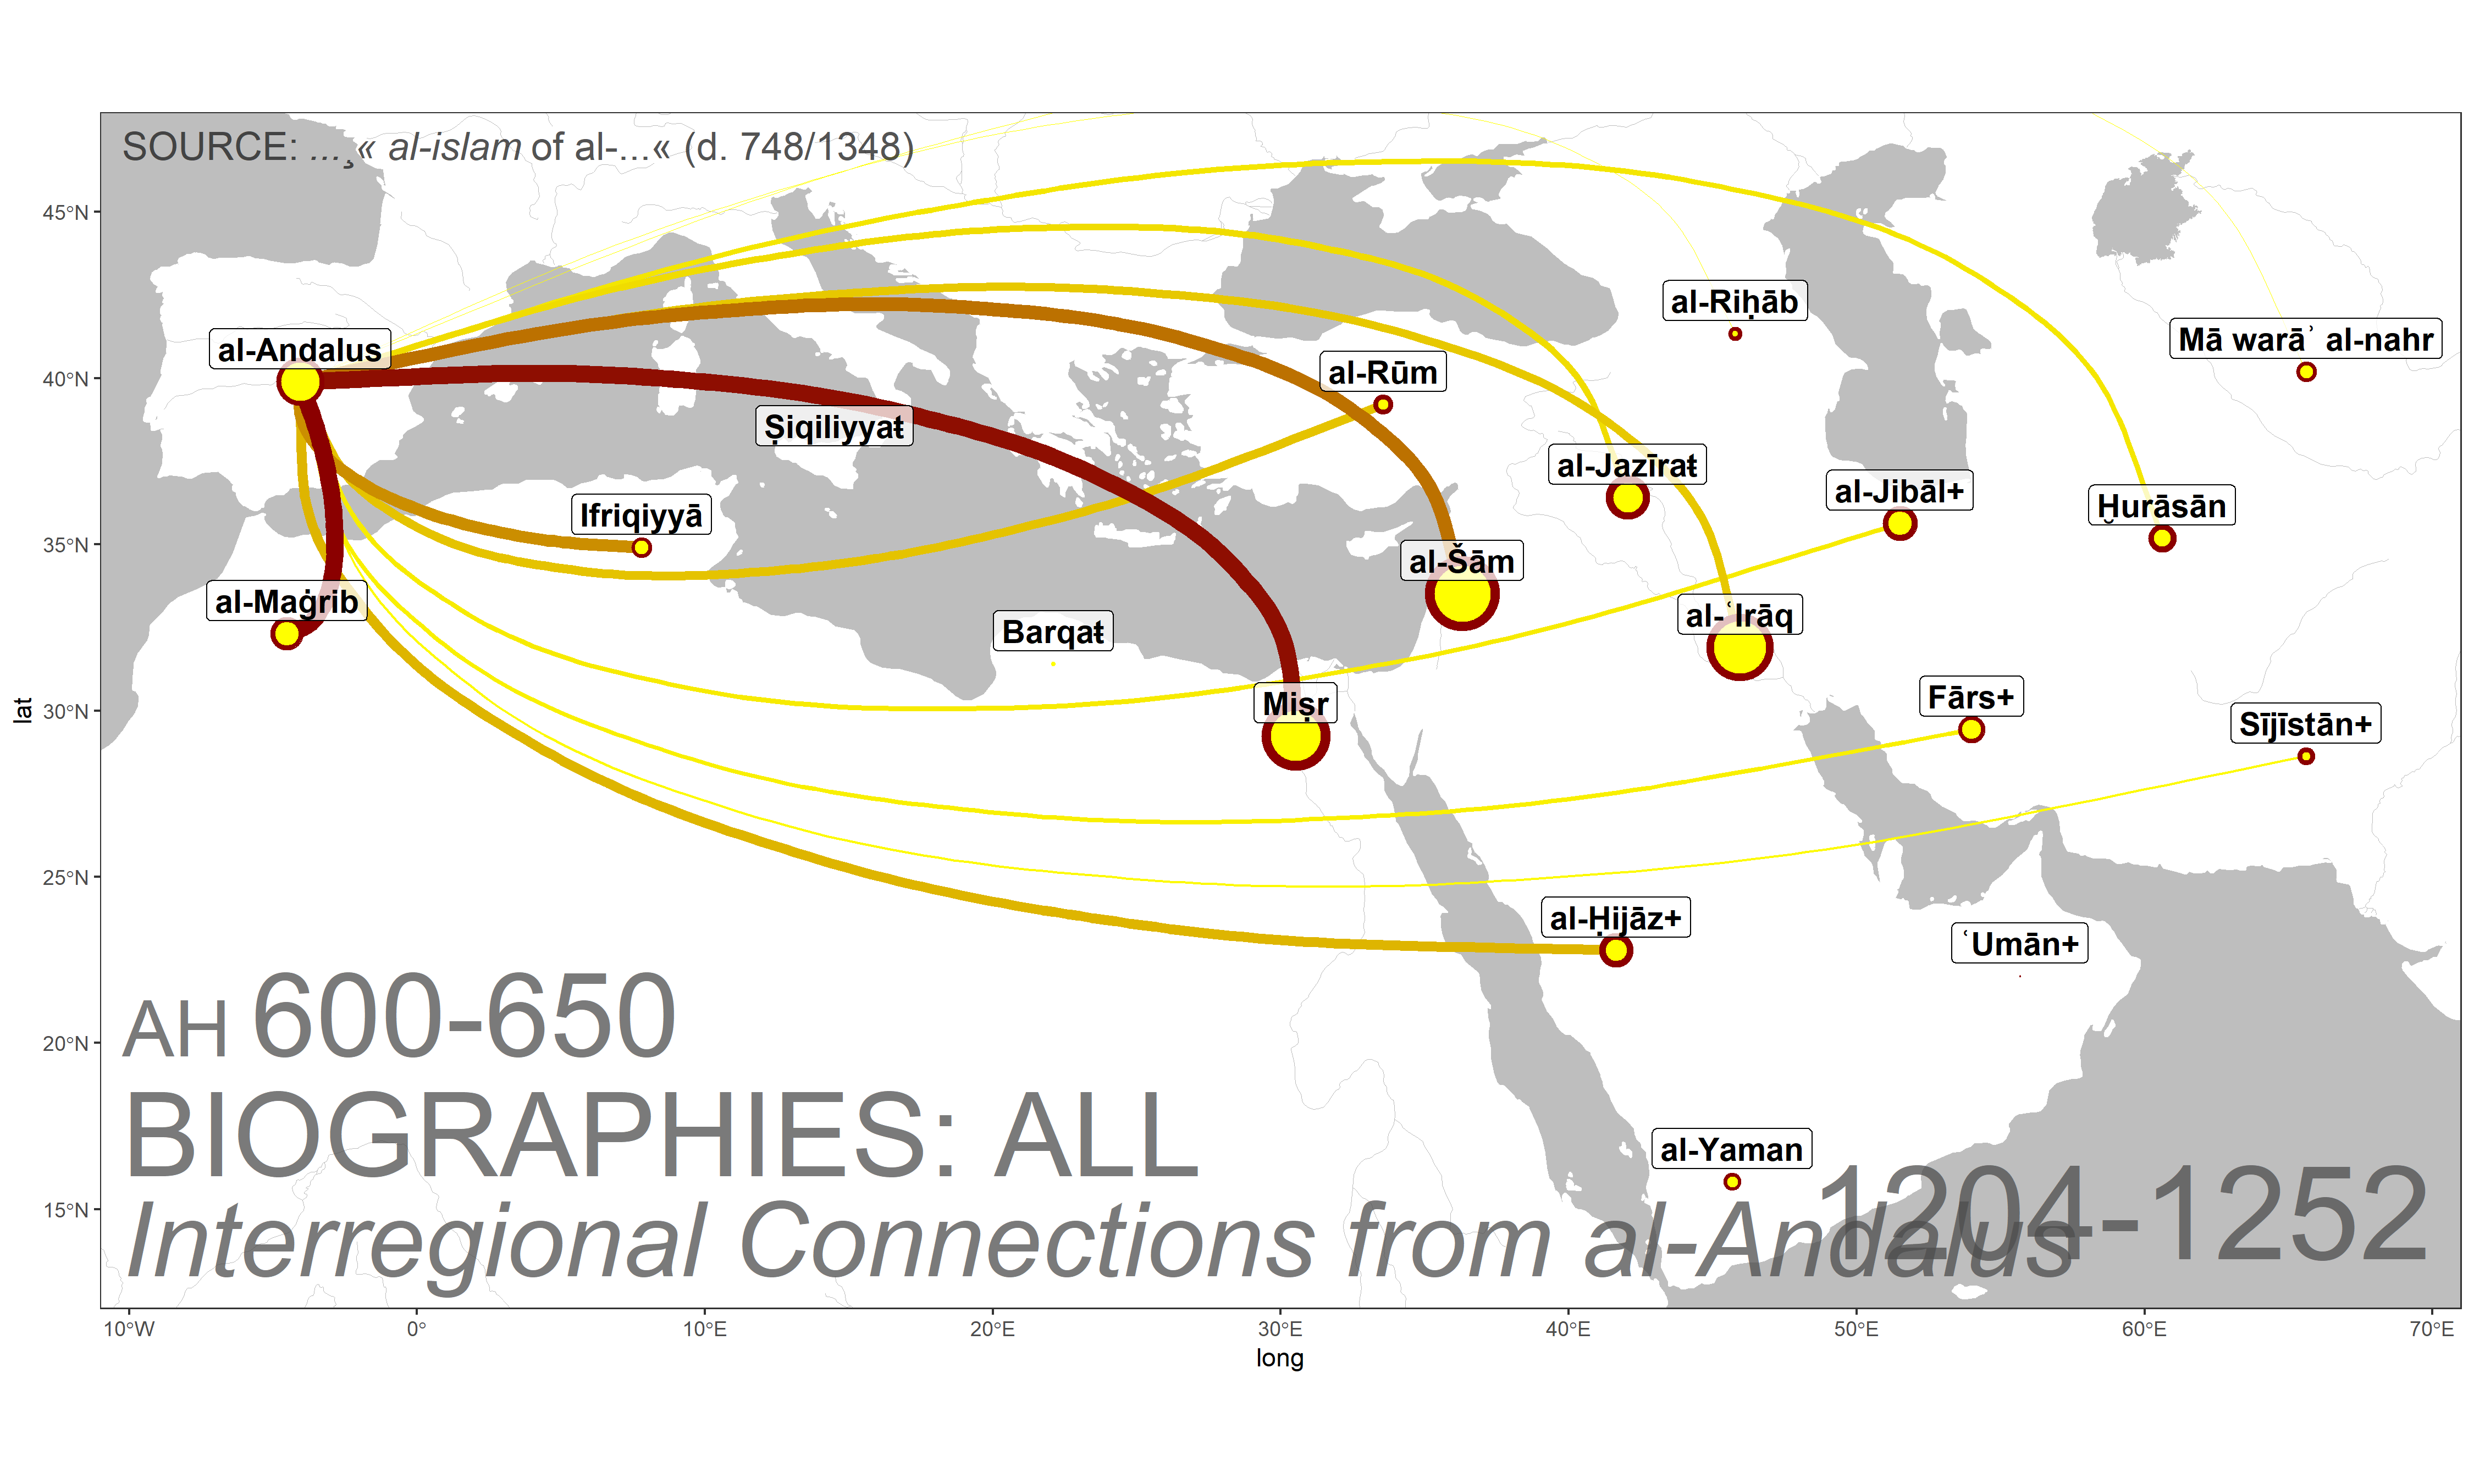 SOURCE: ...¸« al-islam of al-...« (d. 748/1348)
45°N
al-Riḥāb
Mā warāʾ al-nahr
al-Andalus
40°N
al-Rūm
Ṣiqiliyyaŧ
al-Jazīraŧ
al-Jibāl+
Ḫurāsān
Ifriqiyyā
35°N
al-Šām
al-Maġrib
al-ʿIrāq
Barqaŧ
Miṣr
Fārs+
30°N
lat
Sījīstān+
25°N
al-Ḥijāz+
ʿUmān+
AH 600-650
20°N
BIOGRAPHIES: ALL
al-Yaman
15°N
Interregional Connections from al-Andalus
1204-1252
10°W 0° 10°E 20°E 30°E 40°E 50°E 60°E 70°E
long